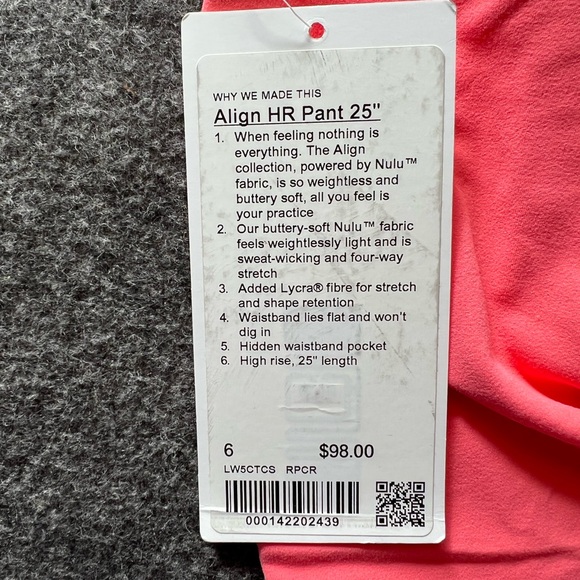 WHY WE MADE THIS
Align HR Pant 25"
1. When feeling nothing is
everything. The Align
collection, powered by Nulu™
fabric, is so weightless and
buttery soft, all you feel is
your practice
2. Our buttery-soft Nulu™ fabric
feels weightlessly light and is
sweat-wicking and four-way
stretch
3. Added Lycra® fibre for stretch
and shape retention
4. Waistband lies flat and won't
dig in
5. Hidden waistband pocket
6. High rise, 25" length
6 $98.00
LW5CTCS RPCR
000142202439